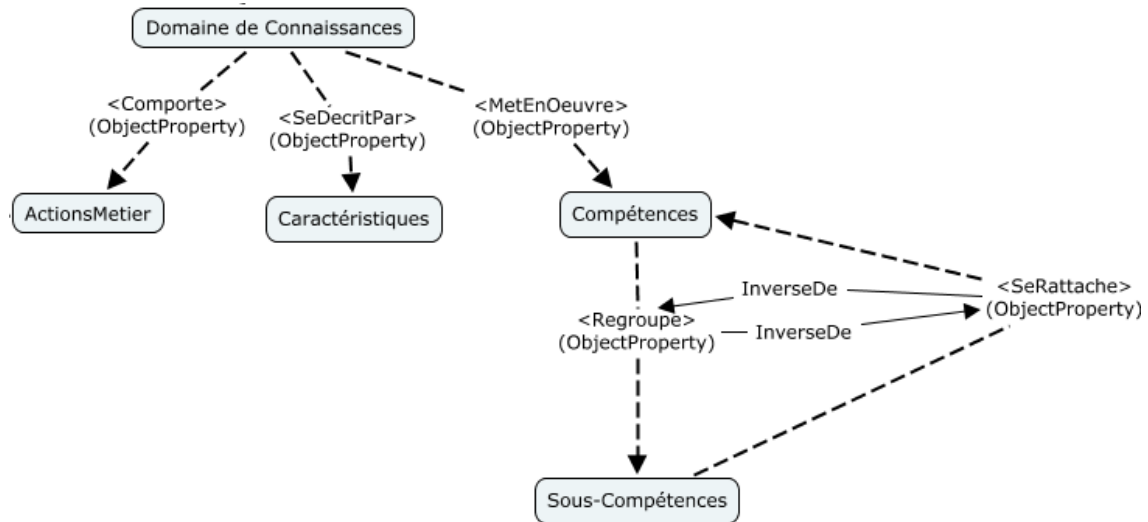 Domaine de Connaissances
<Comporte>
(ObjectProperty)
<SeDecritPar>
(ObjectProperty)
<MetEnOeuvre>
(ObjectProperty)
ActionsMetier
Caractéristiques
Compétences
InverseDe
<SeRattache>
(ObjectProperty)
<Regroupe>
(ObjectProperty)
InverseDe
Sous-Compétences